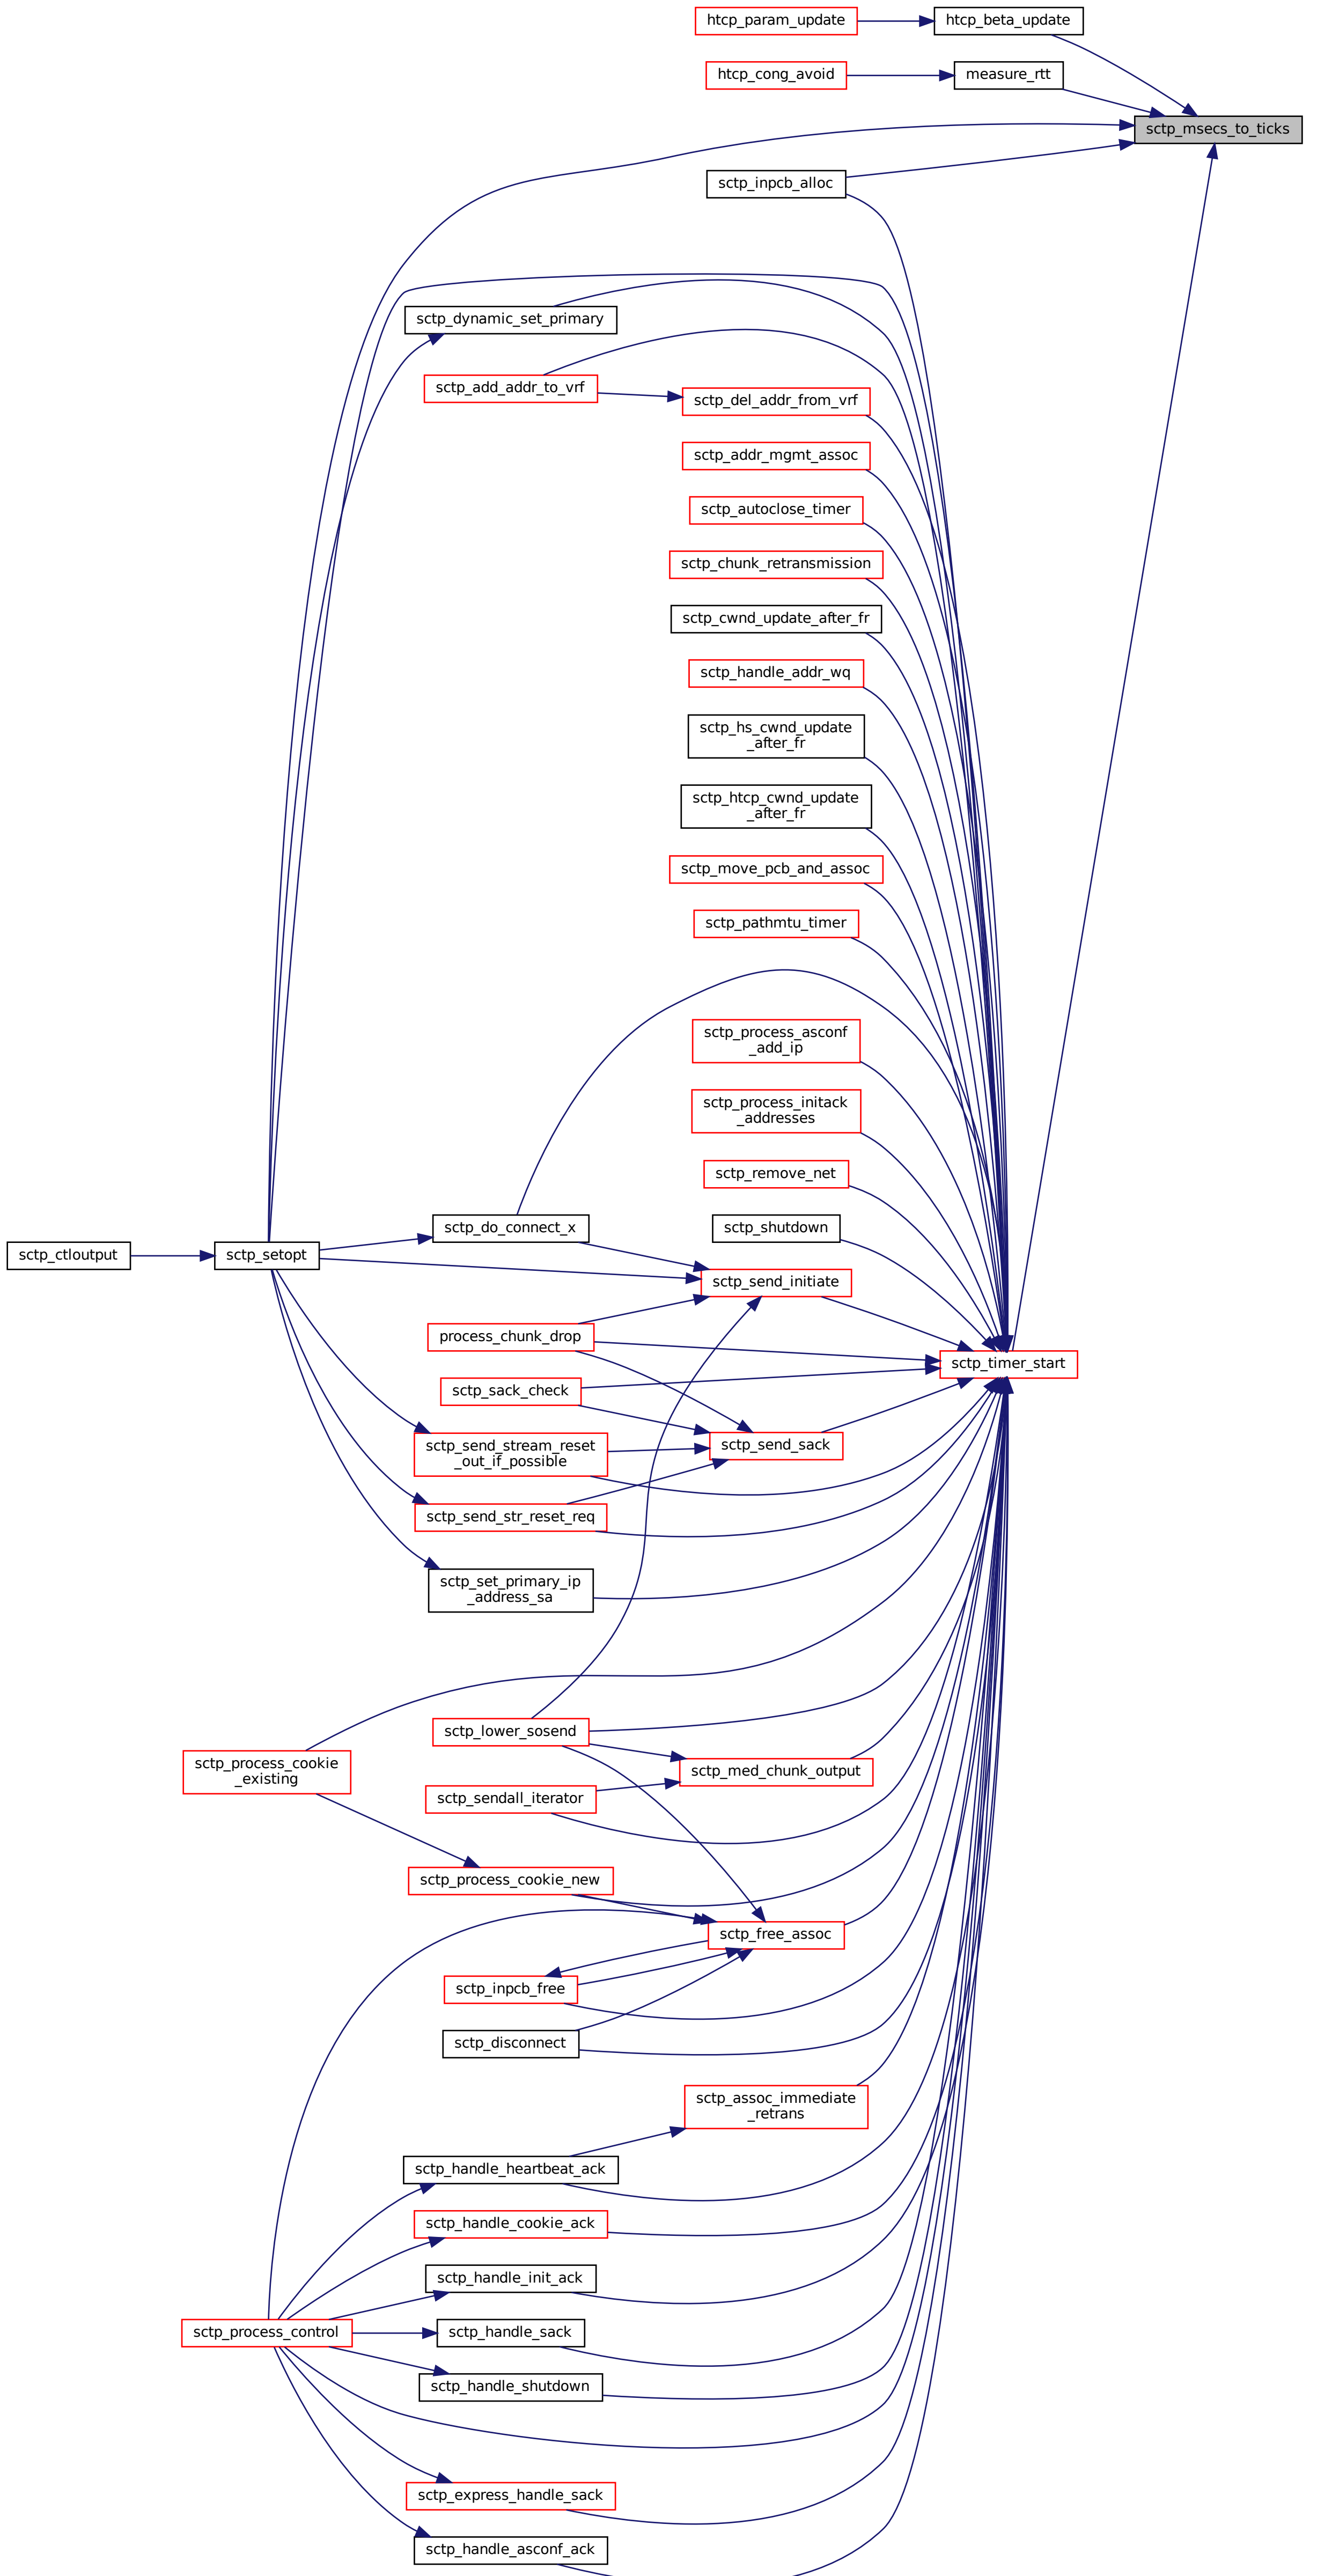 htcp_param_update
htcp_beta_update
htcp_cong_avoid
measure_rtt
sctp_msecs_to_ticks
sctp_inpcb_alloc
sctp_dynamic_set_primary
sctp_add_addr_to_vrf
sctp_del_addr_from_vrf
sctp_addr_mgmt_assoc
sctp_autoclose_timer
sctp_chunk_retransmission
sctp_cwnd_update_after_fr
sctp_handle_addr_wq
sctp_hs_cwnd_update
_after_fr
sctp_htcp_cwnd_update
_after_fr
sctp_move_pcb_and_assoc
sctp_pathmtu_timer
sctp_process_asconf
_add_ip
sctp_process_initack
_addresses
sctp_remove_net
sctp_shutdown
sctp_do_connect_x
sctp_ctloutput
sctp_setopt
sctp_send_initiate
process_chunk_drop
sctp_timer_start
sctp_sack_check
sctp_send_sack
sctp_send_stream_reset
_out_if_possible
sctp_send_str_reset_req
sctp_set_primary_ip
_address_sa
sctp_lower_sosend
sctp_process_cookie
_existing
sctp_med_chunk_output
sctp_sendall_iterator
sctp_process_cookie_new
sctp_free_assoc
sctp_inpcb_free
sctp_disconnect
sctp_assoc_immediate
_retrans
sctp_handle_heartbeat_ack
sctp_handle_cookie_ack
sctp_handle_init_ack
sctp_process_control
sctp_handle_sack
sctp_handle_shutdown
sctp_express_handle_sack
sctp_handle_asconf_ack